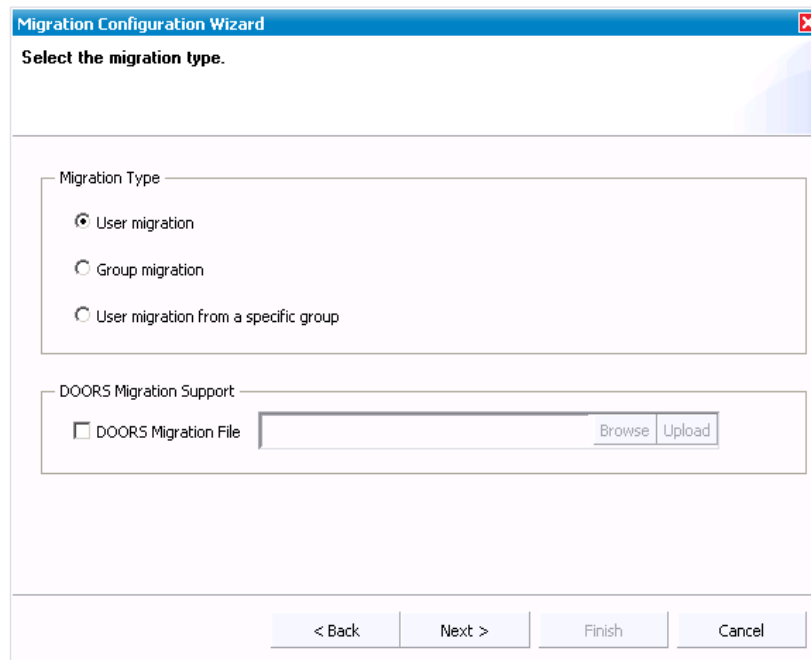 Migration Configuration Wizard
Select the migration type.
Migration Type
User migration
Group migration
User migration from a specific group
DOORS Migration Support
DOORS Migration File
Browse Upload
< Back Next > Finish Cancel